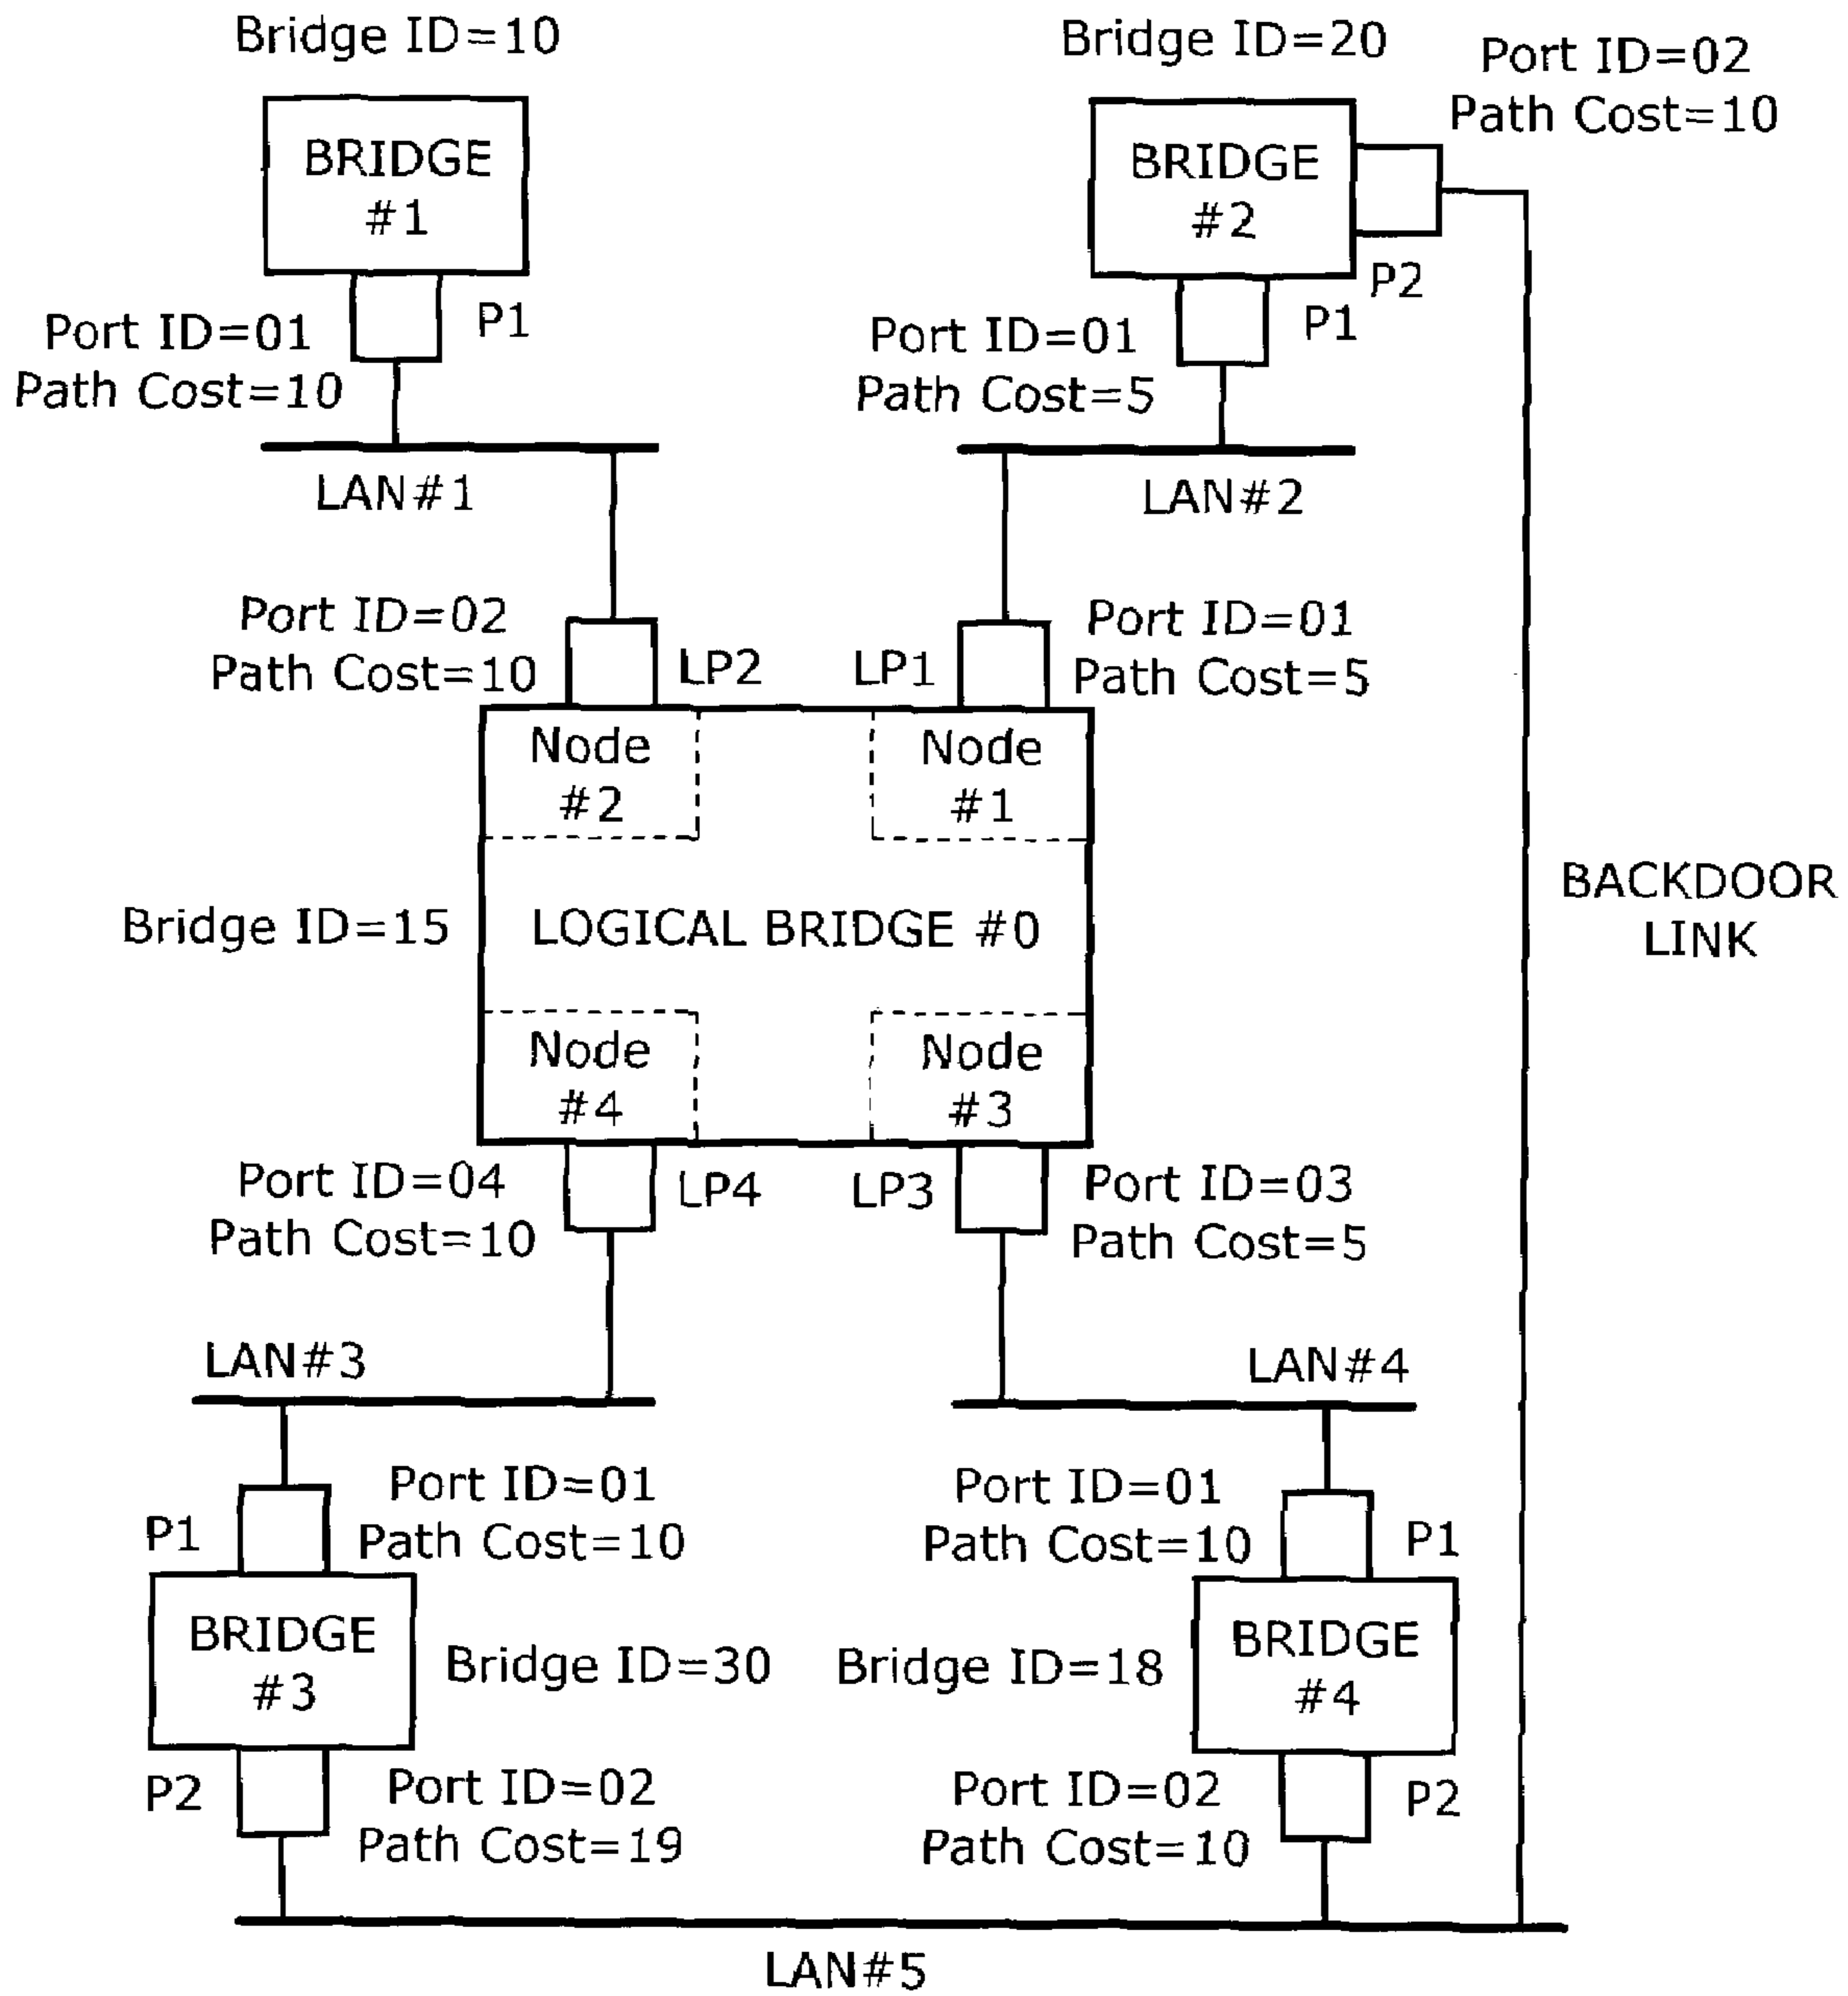 Bridge ID=10
Bridge ID=20
Port ID=02
Path Cost=10
BRIDGE
#1
BRIDGE
#2
P2
Port ID=01
Path Cost=10
P1
Port ID=01
Path Cost=5
P1
LAN#1
LAN#2
Port ID=02
Path Cost=10
LP2
LP1
Port ID=01
Path Cost=5
Node
#2
Node
#1
Bridge ID=15
LOGICAL BRIDGE #0
BACKDOOR
LINK
Node
#4
Node
#3
Port ID=04
Path Cost=10
LP4
LP3
Port ID=03
Path Cost=5
LAN#3
LAN#4
P1
Port ID=01
Path Cost=10
Port ID=01
Path Cost=10
P1
BRIDGE
#3
Bridge ID=30
Bridge ID=18
BRIDGE
#4
P2
Port ID=02
Path Cost=19
Port ID=02
Path Cost=10
P2
LAN#5